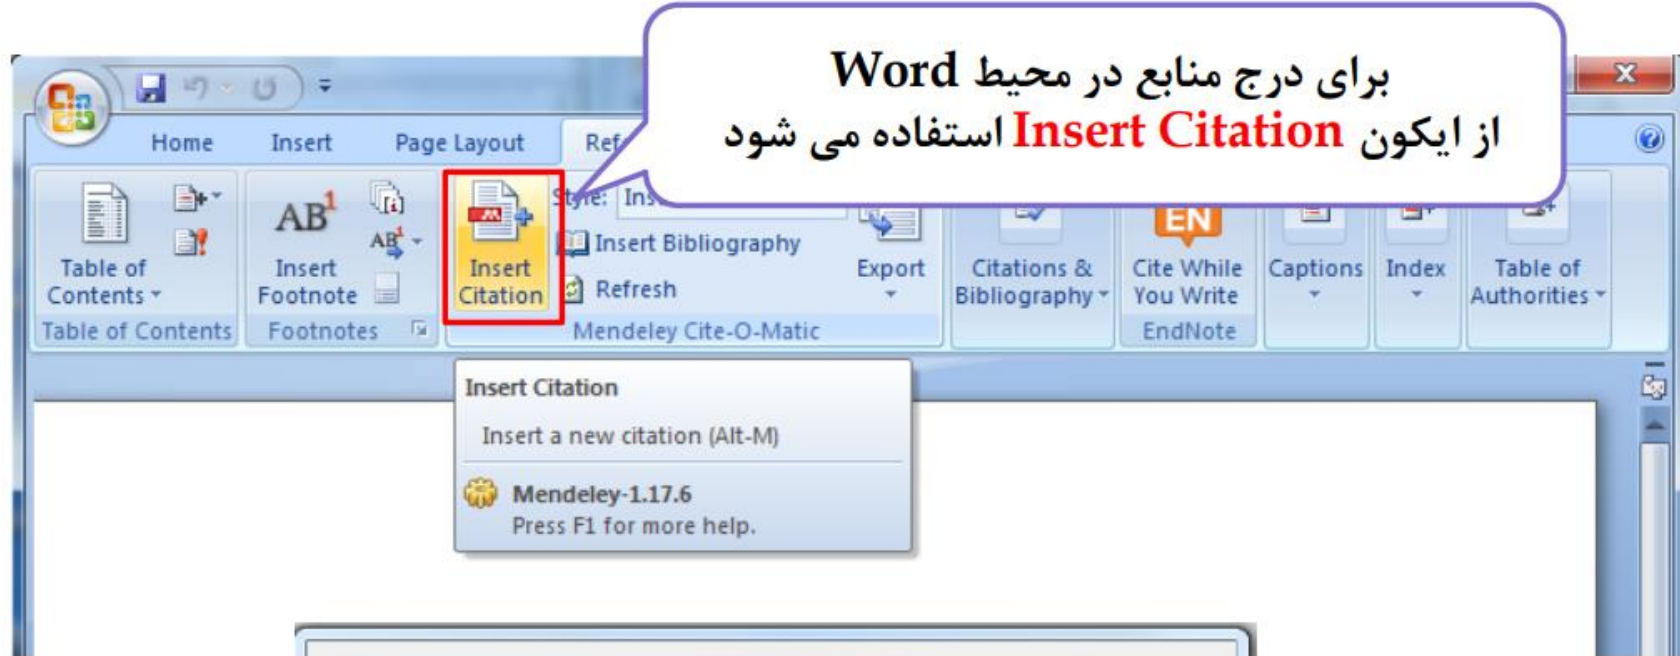 برای درج منابع در محیط Word
از ایکون Insert Citation استفاده می شود
Home Insert Page Layout
Table of Contents
Insert Footnote
AB1
AB1
Insert Citation
Style:
Insert Bibliography
Refresh
Export
Citations & Bibliography
EN
Cite While You Write
Captions
Index
Table of Authorities
Table of Contents
Footnotes
Mendeley Cite-O-Matic
EndNote
Insert Citation
Insert a new citation (Alt-M)
Mendeley-1.17.6
Press F1 for more help.